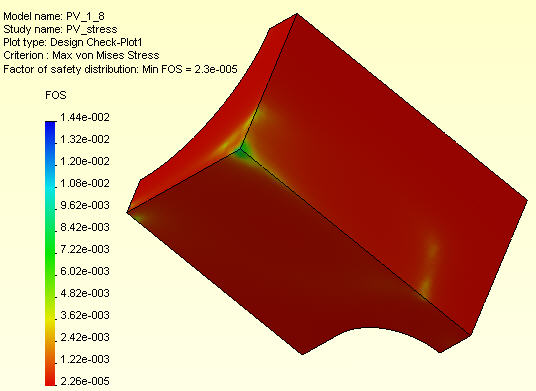 Model name: PV_1_8
Study name: PV_stress
Plot type: Design Check-Plot1
Criterion : Max von Mises Stress
Factor of safety distribution: Min FOS = 2.3e-005
FOS
1.44e-002
1.32e-002
1.20e-002
1.08e-002
9.62e-003
8.42e-003
7.22e-003
6.02e-003
4.82e-003
3.62e-003
2.42e-003
1.22e-003
2.26e-005